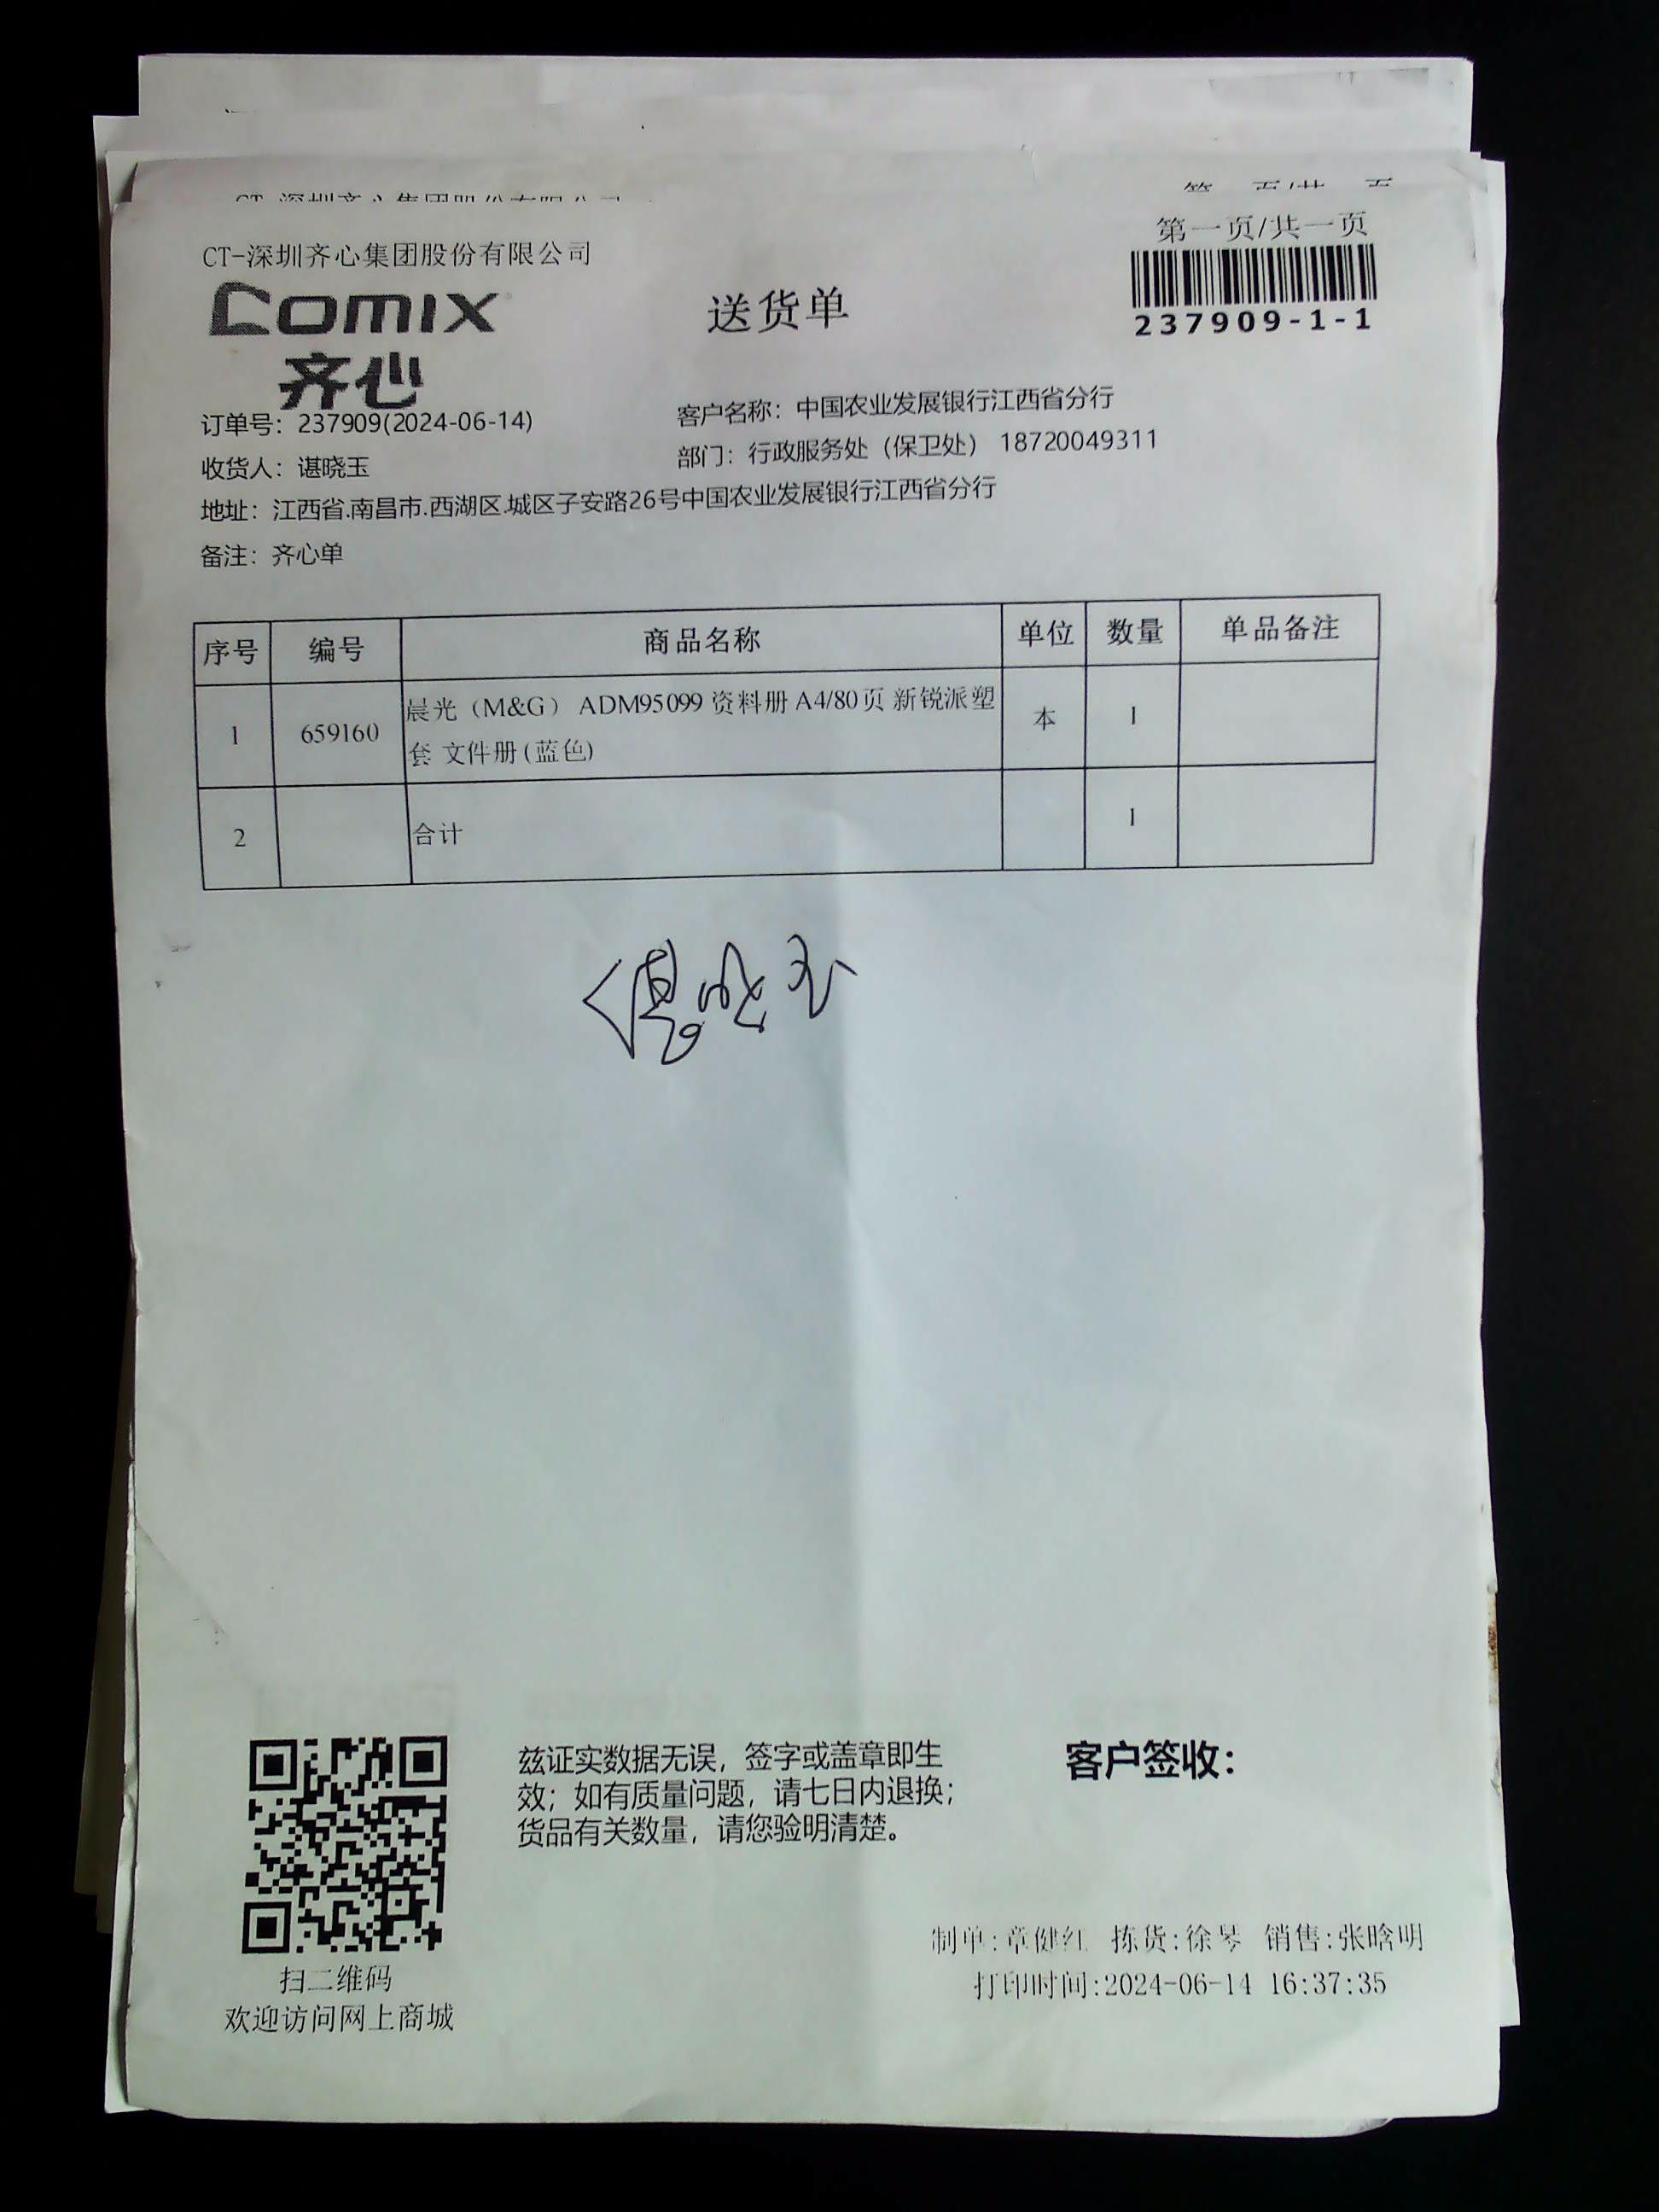 CT-深圳齐心集团股份有限公司
第一页/共一页
Comix
齐心
送货单
237909-1-1
订单号：237909(2024-06-14)
客户名称：中国农业发展银行江西省分行
收货人：谌晓玉
部门：行政服务处（保卫处） 18720049311
地址：江西省.南昌市.西湖区.城区子安路26号中国农业发展银行江西省分行
备注：齐心单
序号 编号 商品名称 单位 数量 单品备注
1 659160 晨光（M&G） ADM95099 资料册 A4/80页 新锐派塑 本 1
套 文件册(蓝色)
2 合计 1
谌晓玉
兹证实数据无误，签字或盖章即生
效；如有质量问题，请七日内退换；
货品有关数量，请您验明清楚。
客户签收：
扫二维码
欢迎访问网上商城
制单:章健红 拣货:徐琴 销售:张晗明
打印时间:2024-06-14 16:37:35